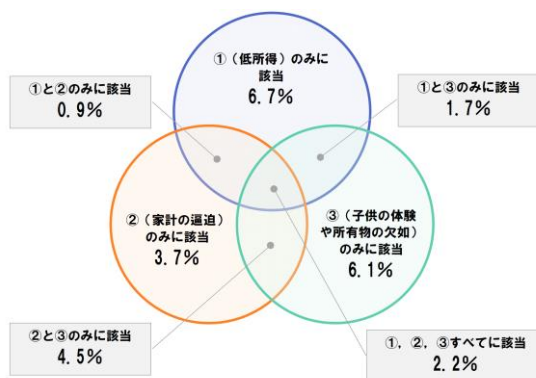 ①（低所得）のみに
該当
6.7%
①と②のみに該当
0.9%
①と③のみに該当
1.7%
②（家計の逼迫）
のみに該当
3.7%
③（子供の体験
や所有物の欠如）
のみに該当
6.1%
②と③のみに該当
4.5%
①，②，③すべてに該当
2.2%